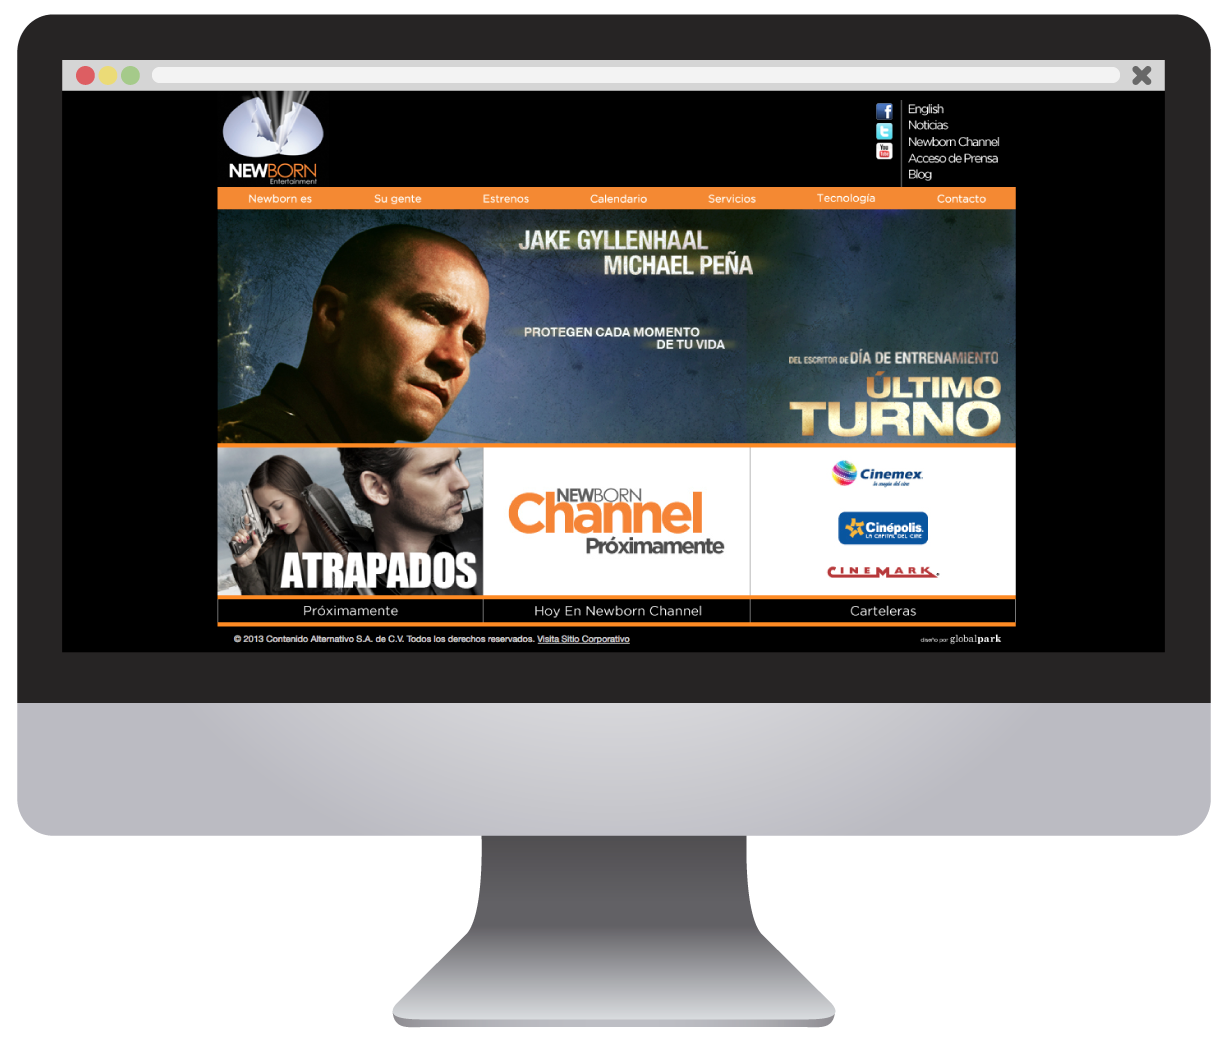 NEWBORN
Entertainment
f
t
You
Tube
English
Noticias
Newborn Channel
Acceso de Prensa
Blog
Newborn es
Su gente
Estrenos
Calendario
Servicios
Tecnología
Contacto
JAKE GYLLENHAAL
MICHAEL PEÑA
PROTEGEN CADA MOMENTO
DE TU VIDA
DEL ESCRITOR DE DÍA DE ENTRENAMIENTO
ÚLTIMO
TURNO
ATRAPADOS
NEWBORN
Channel
Próximamente
Cinemex
la magia del cine
Cinépolis
LA CAPITAL DEL CINE
CINEMARK
Próximamente
Hoy En Newborn Channel
Carteleras
© 2013 Contenido Alternativo S.A. de C.V. Todos los derechos reservados. Visita Sitio Corporativo
diseño por globalpark